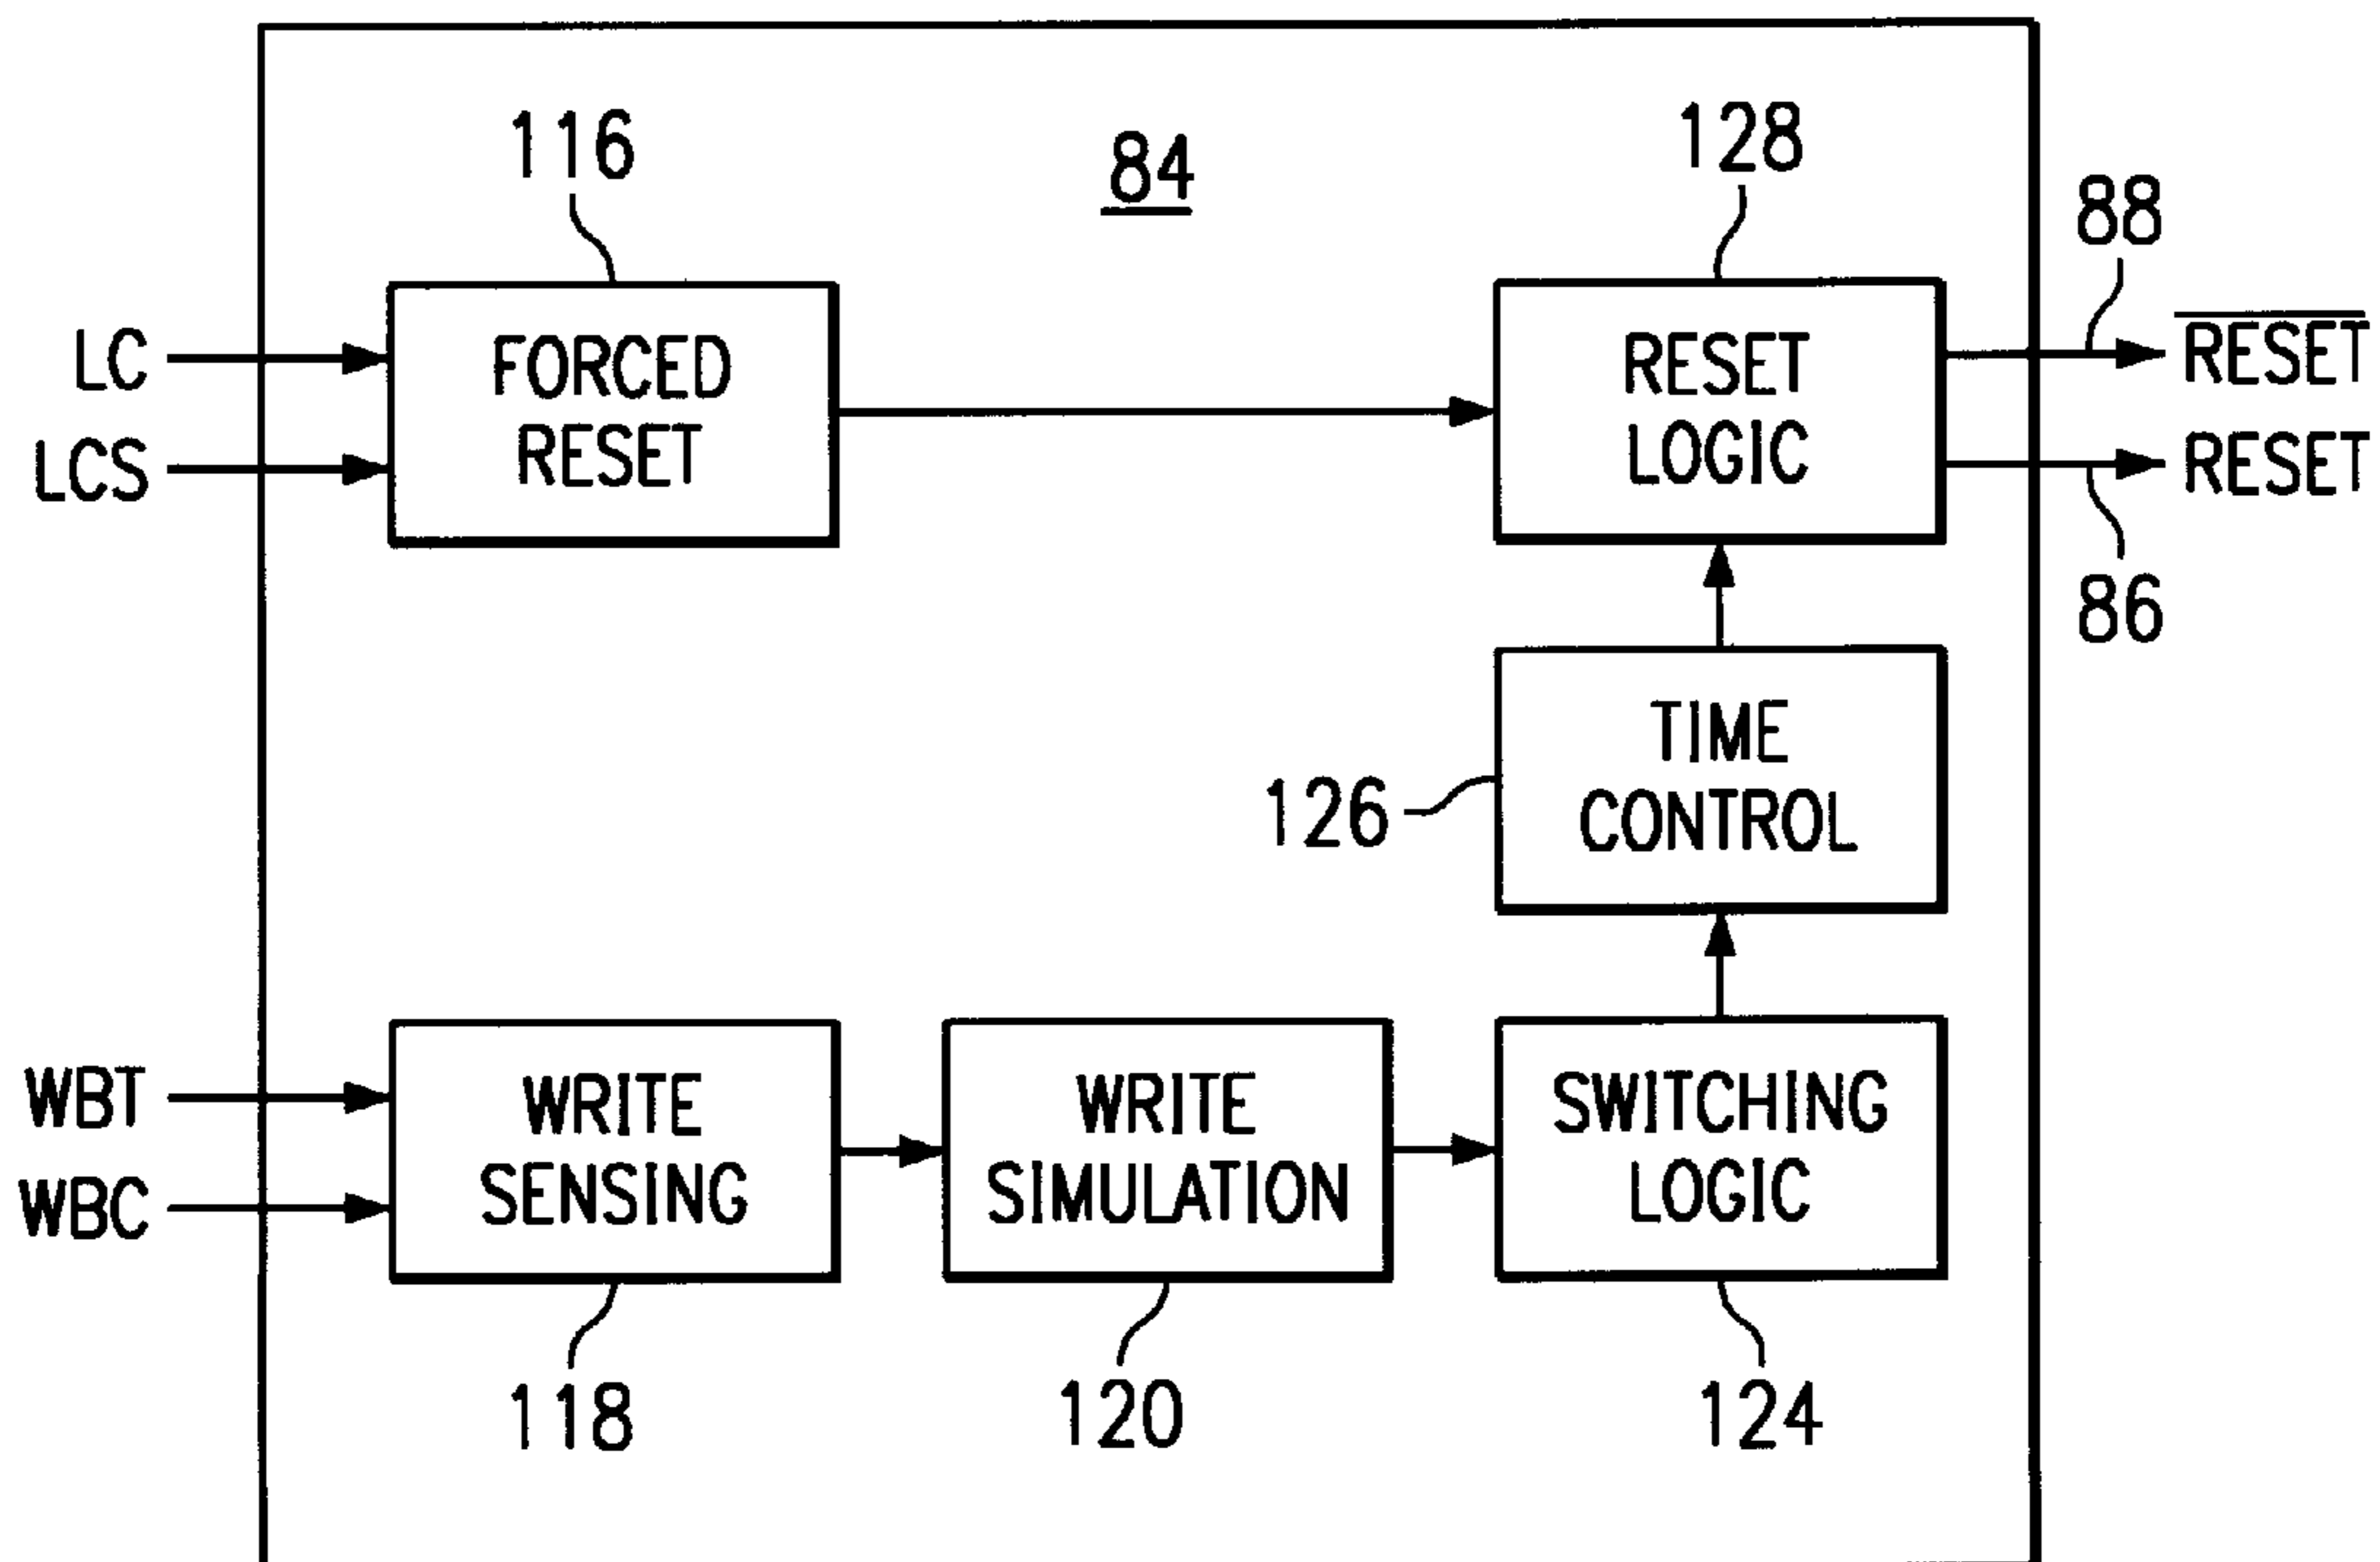 116
84
128
88
LC
LCS
FORCED
RESET
RESET
LOGIC
RESET
RESET
86
126
TIME
CONTROL
WBT
WBC
WRITE
SENSING
WRITE
SIMULATION
SWITCHING
LOGIC
118
120
124